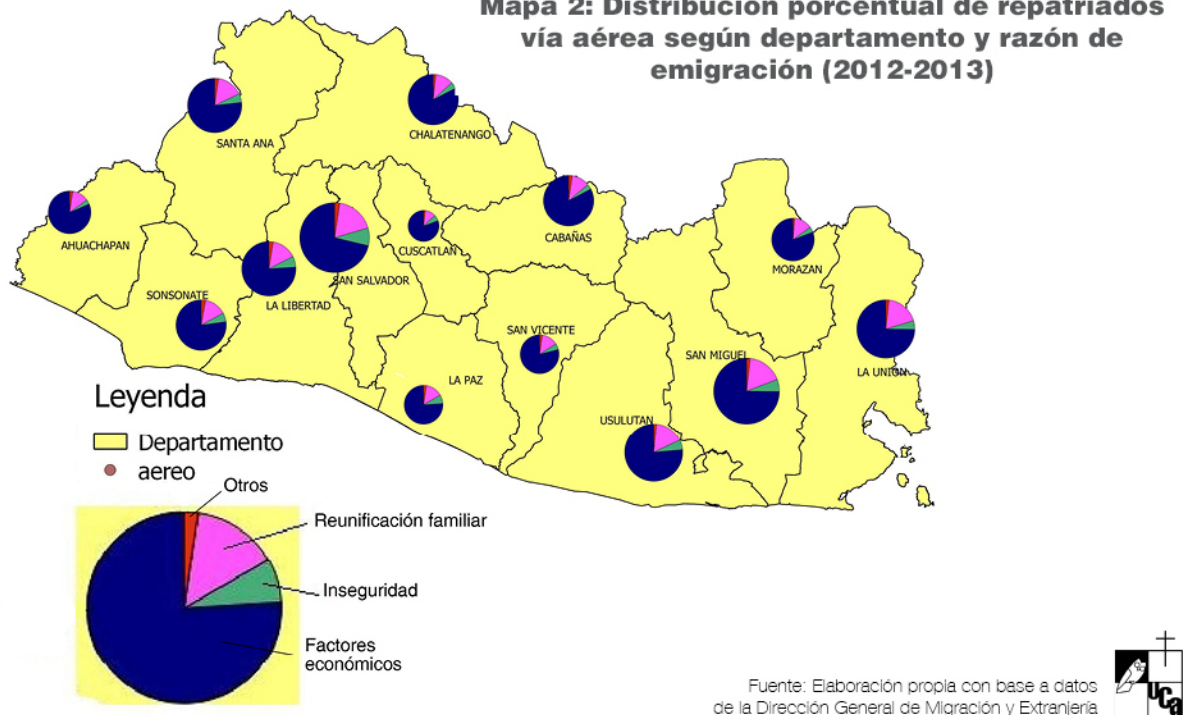 Mapa 2: Distribución porcentual de repatriados
vía aérea según departamento y razón de
emigración (2012-2013)
SANTA ANA
CHALATENANGO
AHUACHAPAN
CUSCATLAN
CABAÑAS
MORAZAN
SAN SALVADOR
SONSONATE
LA LIBERTAD
SAN VICENTE
SAN MIGUEL
LA UNION
LA PAZ
USULUTAN
Leyenda
Departamento
aereo
Otros
Reunificación familiar
Inseguridad
Factores
económicos
Fuente: Elaboración propia con base a datos
de la Dirección General de Migración y Extranjería
uca